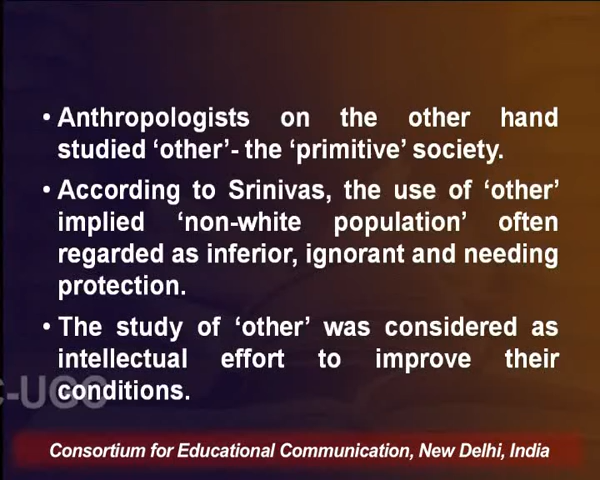 • Anthropologists on the other hand
studied ‘other’- the ‘primitive’ society.
• According to Srinivas, the use of ‘other’
implied ‘non-white population’ often
regarded as inferior, ignorant and needing
protection.
• The study of ‘other’ was considered as
intellectual effort to improve their
conditions.
C-UGC
Consortium for Educational Communication, New Delhi, India